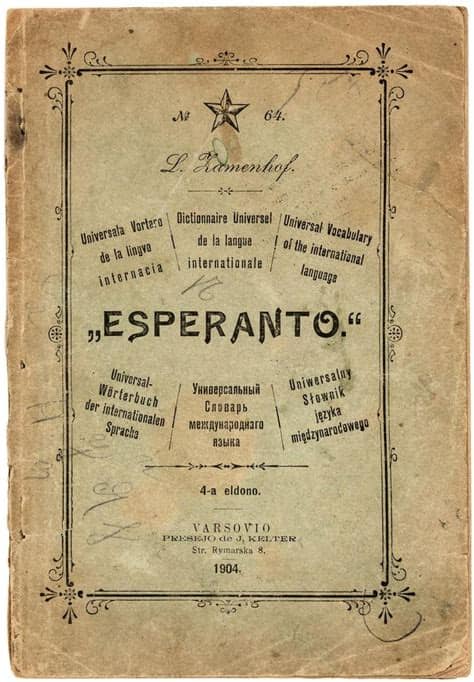 № 64.
L. Zamenhof.
Universala Vortaro
de la lingvo
internacia
Dictionnaire Universel
de la langue
internationale
Universal Vocabulary
of the international
language
„ESPERANTO.“
Universal-
Wörterbuch
der internationalen
Spracha
Универсальный
Словарь
международнаго
языка
Uniwersalny
Słownik
języka
międzynarodowego
4-a eldono.
VARSOVIO
PRESEJO de J. KELTER
Str. Rymarska 8.
1904.